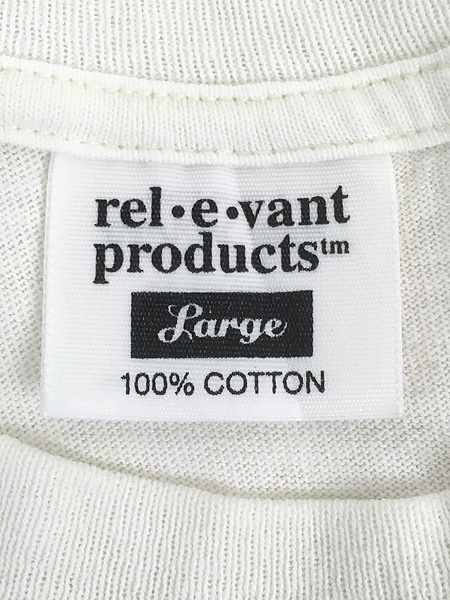 rel•e•vant
products™
Large
100% COTTON